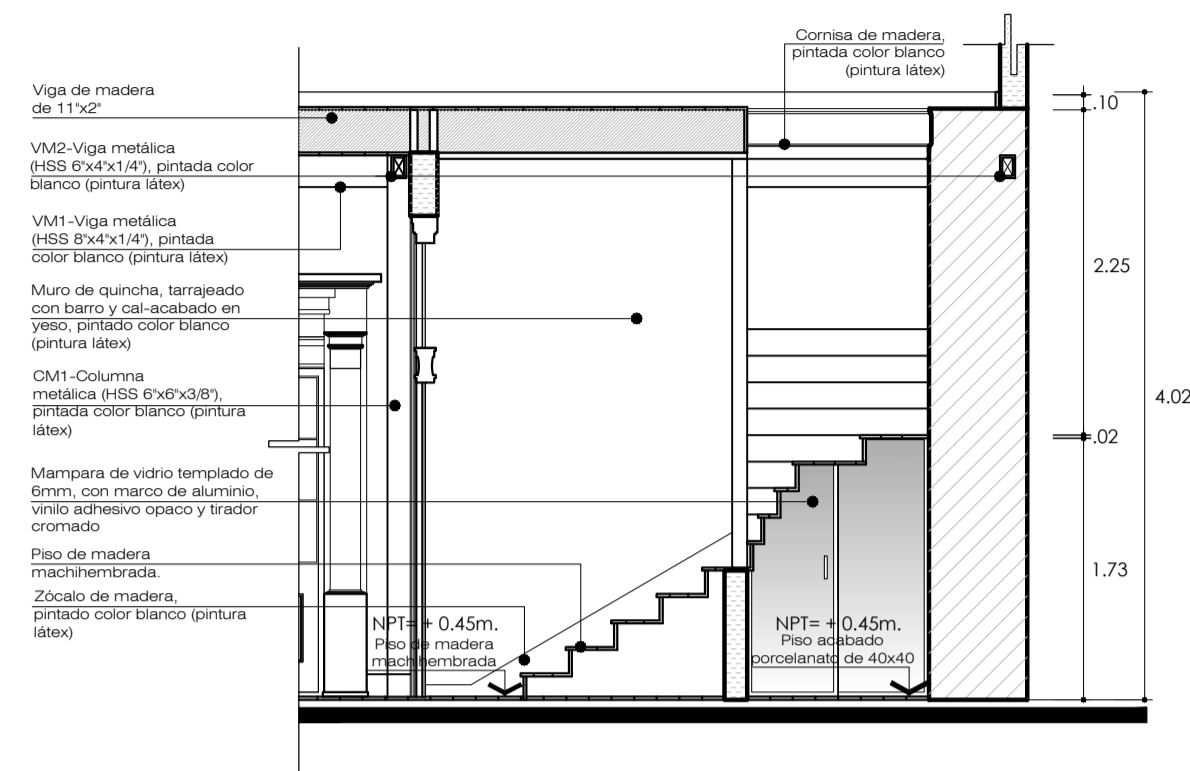 Cornisa de madera,
pintada color blanco
(pintura látex)
Viga de madera
de 11"x2"
VM2-Viga metálica
(HSS 6"x4"x1/4"), pintada color
blanco (pintura látex)
VM1-Viga metálica
(HSS 8"x4"x1/4"), pintada
color blanco (pintura látex)
Muro de quincha, tarrajeado
con barro y cal-acabado en
yeso, pintado color blanco
(pintura látex)
CM1-Columna
metálica (HSS 6"x6"x3/8"),
pintada color blanco (pintura
látex)
Mampara de vidrio templado de
6mm, con marco de aluminio,
vinilo adhesivo opaco y tirador
cromado
Piso de madera
machihembrada.
Zócalo de madera,
pintado color blanco (pintura
látex)
NPT= + 0.45m.
Piso de madera
machihembrada
NPT= + 0.45m.
Piso acabado
porcelanato de 40x40
.10
2.25
4.02
.02
1.73